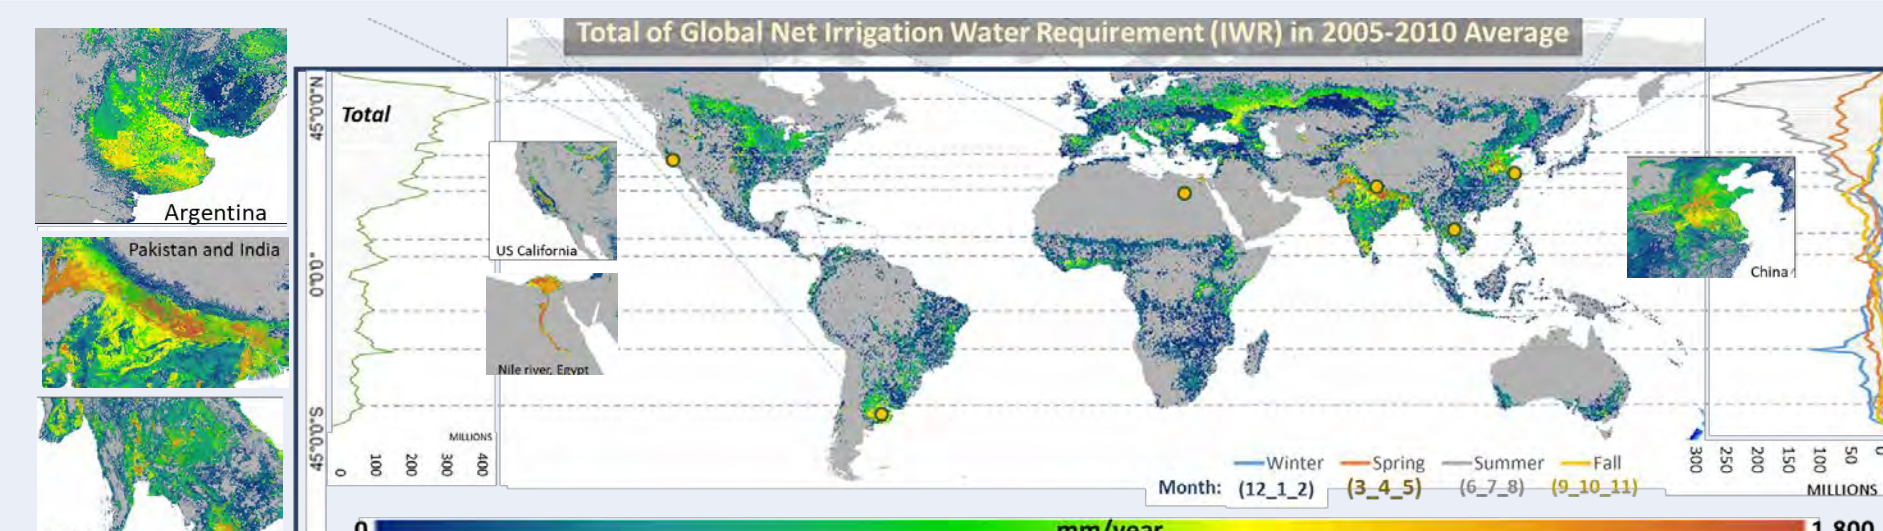 Total of Global Net Irrigation Water Requirement (IWR) in 2005-2010 Average
Argentina
Pakistan and India
45°0'0"N
0°0'0"
45°0'0"S
Total
US California
Nile river, Egypt
MILLIONS
0 100 200 300 400
China
300 250 200 150 100 50 0
MILLIONS
Winter Spring Summer Fall
Month: (12_1_2) (3_4_5) (6_7_8) (9_10_11)
0 mm/year 1,800